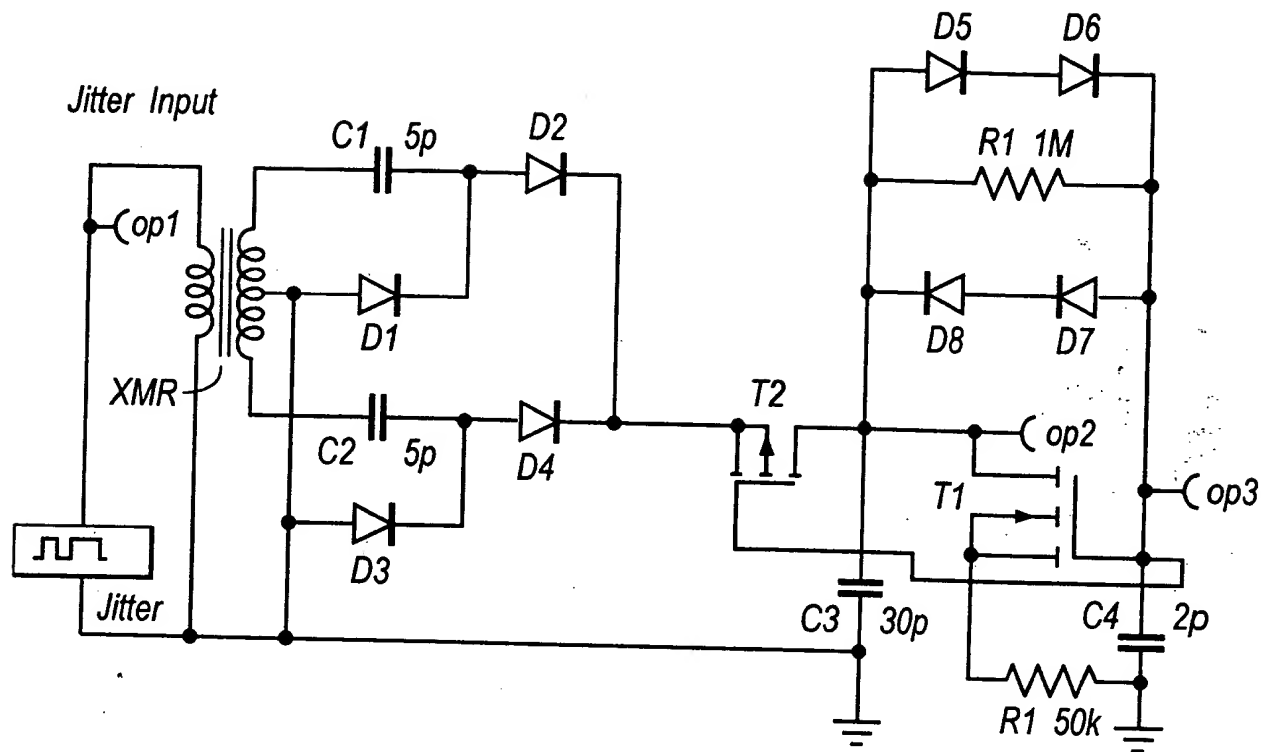 Jitter Input
op1
XMR
Jitter
C1 5p
D2
D1
C2 5p
D4
D3
T2
D5 D6
R1 1M
D8 D7
op2
T1
op3
C3 30p
C4 2p
R1 50k